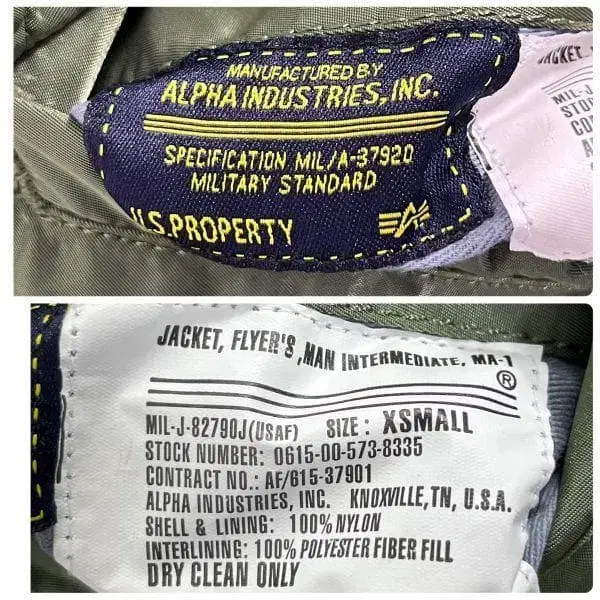 MANUFACTURED BY
ALPHA INDUSTRIES, INC.
SPECIFICATION MIL/A-37920
MILITARY STANDARD
U.S. PROPERTY
JACKET,
MIL-J
JACKET, FLYER'S, MAN INTERMEDIATE, MA-1
®
MIL-J-82790J(USAF) SIZE: XSMALL
STOCK NUMBER: 0615-00-573-8335
CONTRACT NO.: AF/615-37901
ALPHA INDUSTRIES, INC. KNOXVILLE, TN, U.S.A.
SHELL & LINING: 100% NYLON
INTERLINING: 100% POLYESTER FIBER FILL
DRY CLEAN ONLY